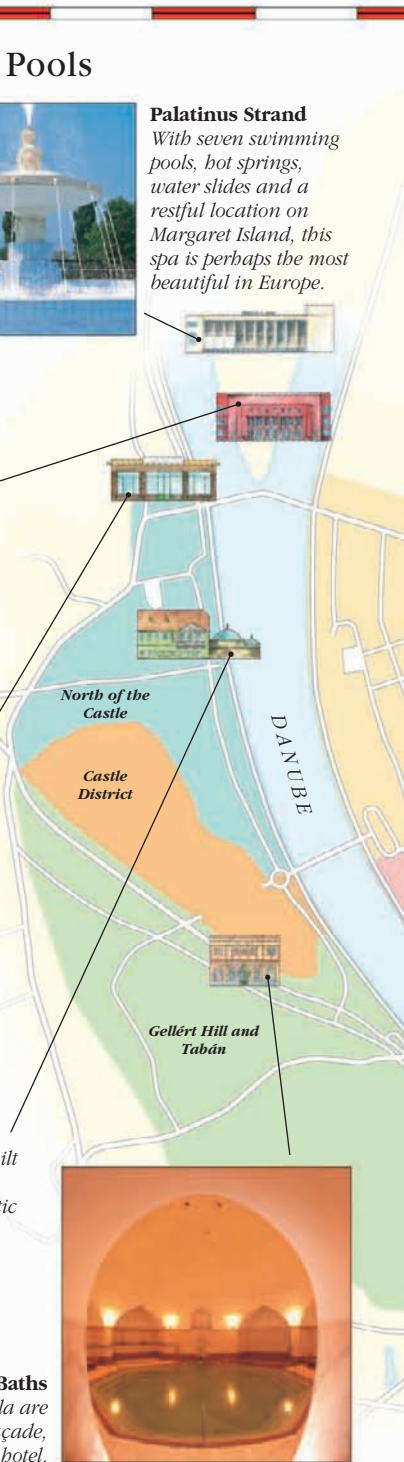 Pools
Palatinus Strand
With seven swimming
pools, hot springs,
water slides and a
restful location on
Margaret Island, this
spa is perhaps the most
beautiful in Europe.
North of the
Castle
Castle
District
DANUBE
Gellért Hill and
Tabán
ilt
tic
Baths
la are
açade,
hotel.